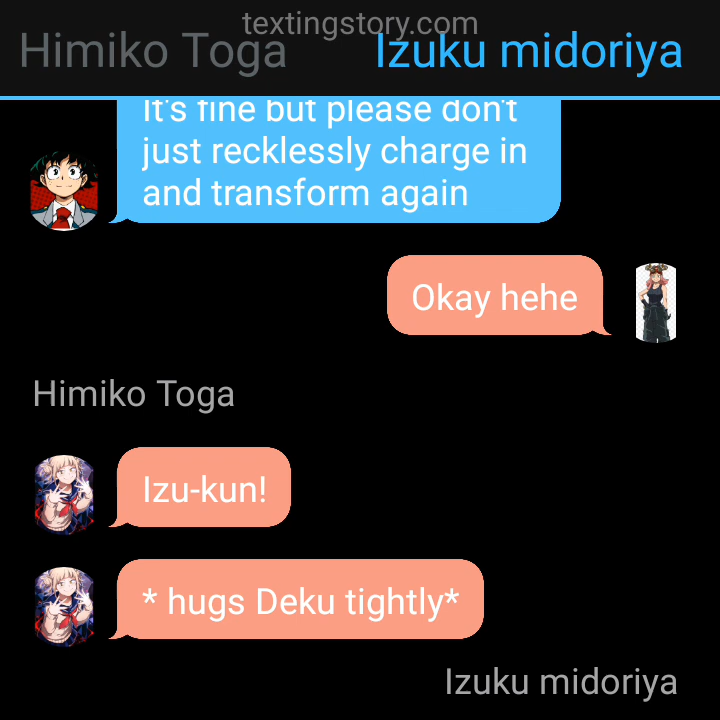 textingstory.com
Himiko Toga
Izuku midoriya
It's fine but please don't
just recklessly charge in
and transform again
Okay hehe
Himiko Toga
Izu-kun!
* hugs Deku tightly*
Izuku midoriya